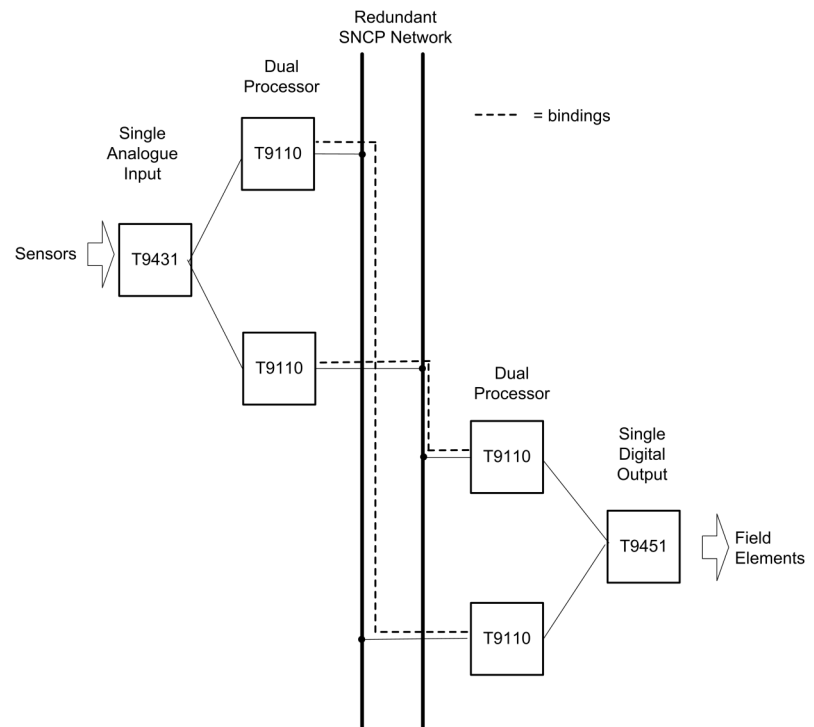 Redundant
SNCP Network
Dual
Processor
= bindings
Single
Analogue
Input
T9110
Sensors
T9431
T9110
Dual
Processor
T9110
Single
Digital
Output
T9451
Field
Elements
T9110